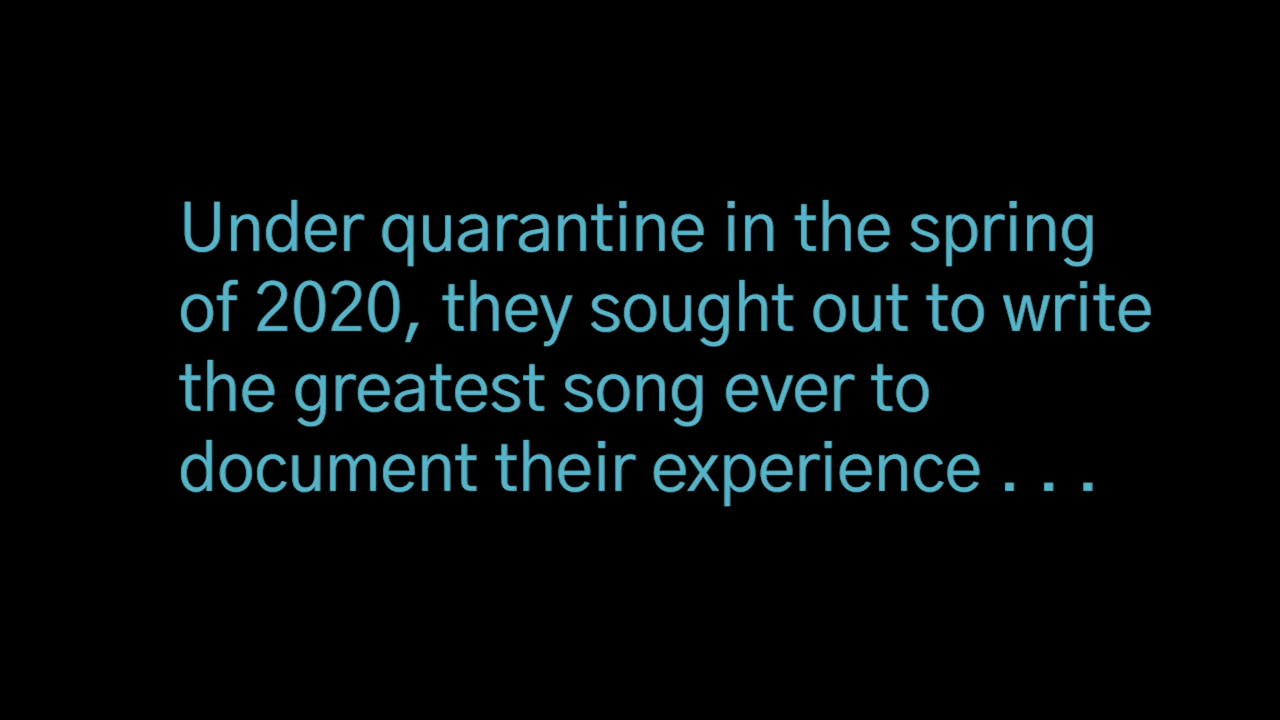 Under quarantine in the spring
of 2020, they sought out to write
the greatest song ever to
document their experience . . .